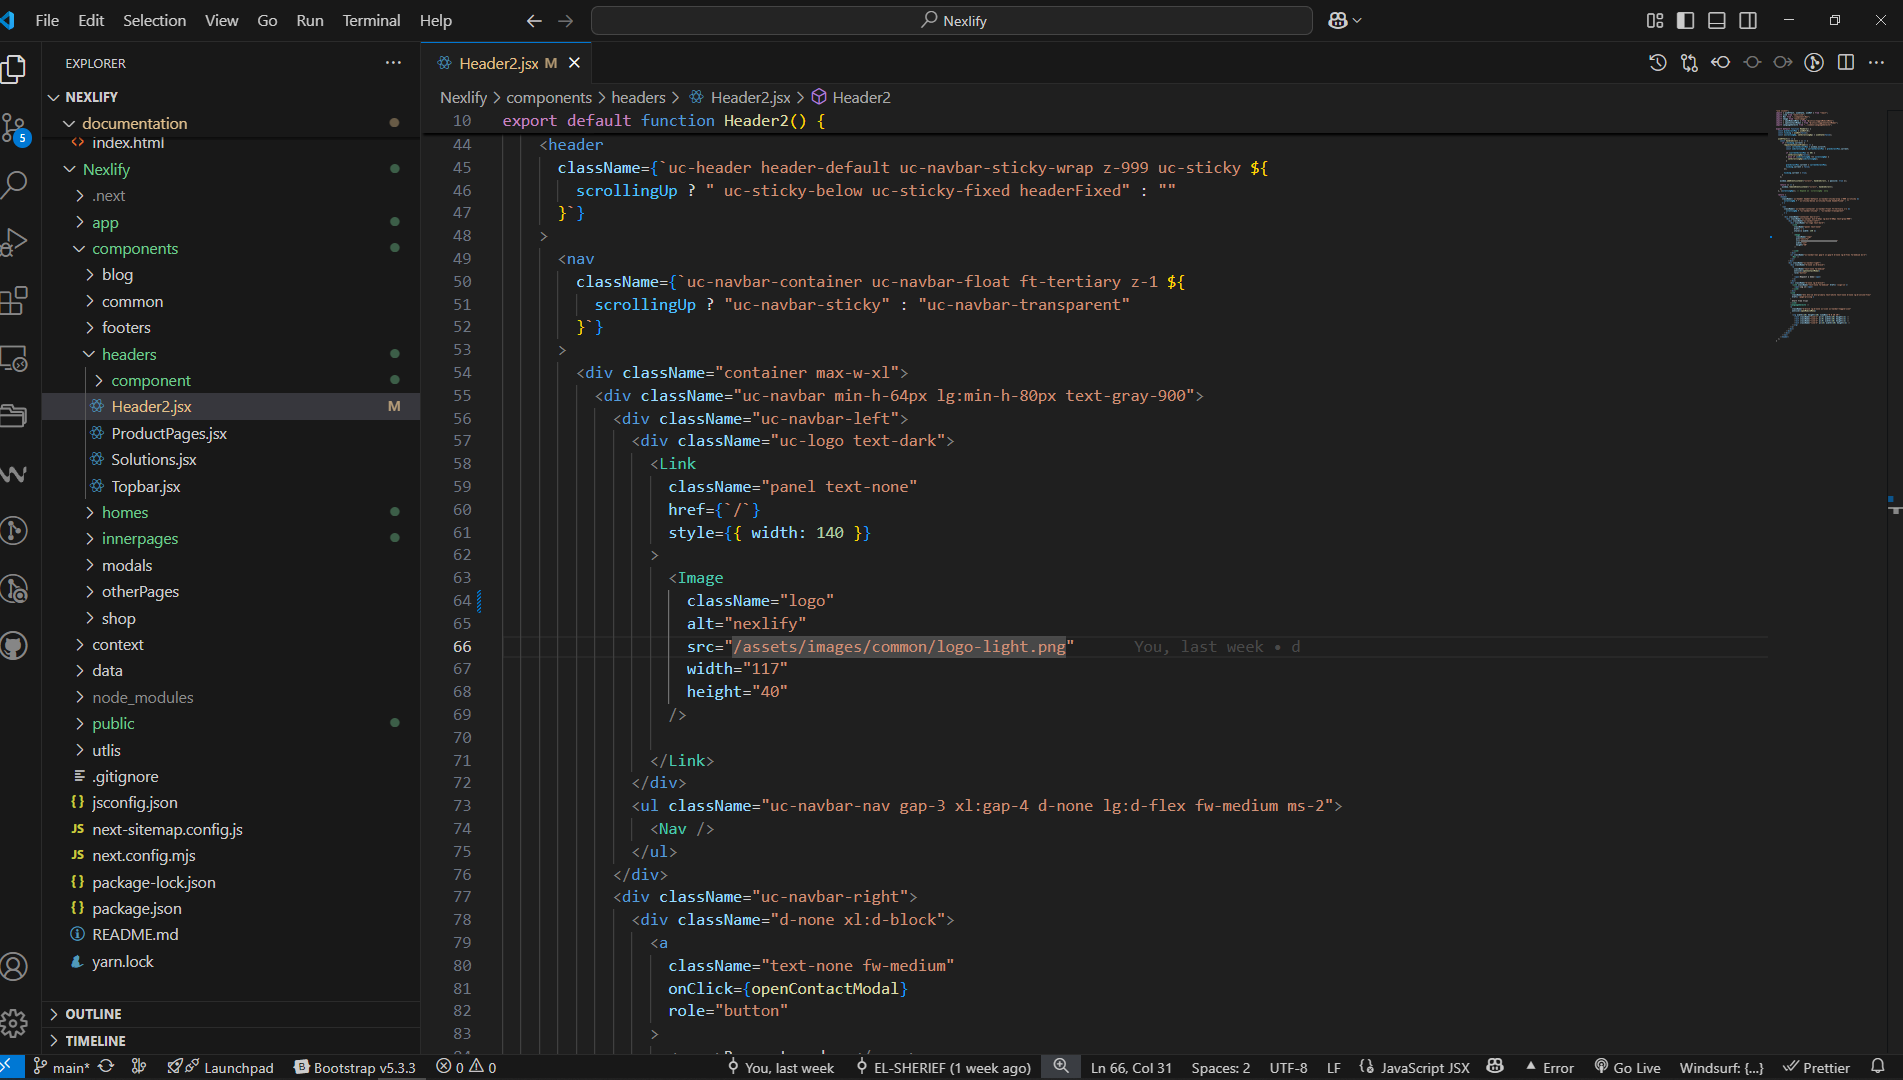 File Edit Selection View Go Run Terminal Help
Nexlify
EXPLORER
NEXLIFY
documentation
index.html
Nexlify
.next
app
components
blog
common
footers
headers
component
Header2.jsx M
ProductPages.jsx
Solutions.jsx
Topbar.jsx
homes
innerpages
modals
otherPages
shop
context
data
node_modules
public
utlis
.gitignore
jsconfig.json
next-sitemap.config.js
next.config.mjs
package-lock.json
package.json
README.md
yarn.lock
OUTLINE
TIMELINE
5
Header2.jsx M
Nexlify > components > headers > Header2.jsx > Header2
10 export default function Header2() {
44 <header
45 className={`uc-header header-default uc-navbar-sticky-wrap z-999 uc-sticky ${
46 scrollingUp ? " uc-sticky-below uc-sticky-fixed headerFixed" : ""
47 }`}
48 >
49 <nav
50 className={`uc-navbar-container uc-navbar-float ft-tertiary z-1 ${
51 scrollingUp ? "uc-navbar-sticky" : "uc-navbar-transparent"
52 }`}
53 >
54 <div className="container max-w-xl">
55 <div className="uc-navbar min-h-64px lg:min-h-80px text-gray-900">
56 <div className="uc-navbar-left">
57 <div className="uc-logo text-dark">
58 <Link
59 className="panel text-none"
60 href={`/`}
61 style={{ width: 140 }}
62 >
63 <Image
64 className="logo"
65 alt="nexlify"
66 src="/assets/images/common/logo-light.png" You, last week • d
67 width="117"
68 height="40"
69 />
70
71 </Link>
72 </div>
73 <ul className="uc-navbar-nav gap-3 xl:gap-4 d-none lg:d-flex fw-medium ms-2">
74 <Nav />
75 </ul>
76 </div>
77 <div className="uc-navbar-right">
78 <div className="d-none xl:d-block">
79 <a
80 className="text-none fw-medium"
81 onClick={openContactModal}
82 role="button"
83 >
main* Launchpad Bootstrap v5.3.3 0 0 You, last week EL-SHERIEF (1 week ago) Ln 66, Col 31 Spaces: 2 UTF-8 LF JavaScript JSX Error Go Live Windsurf: {...} Prettier